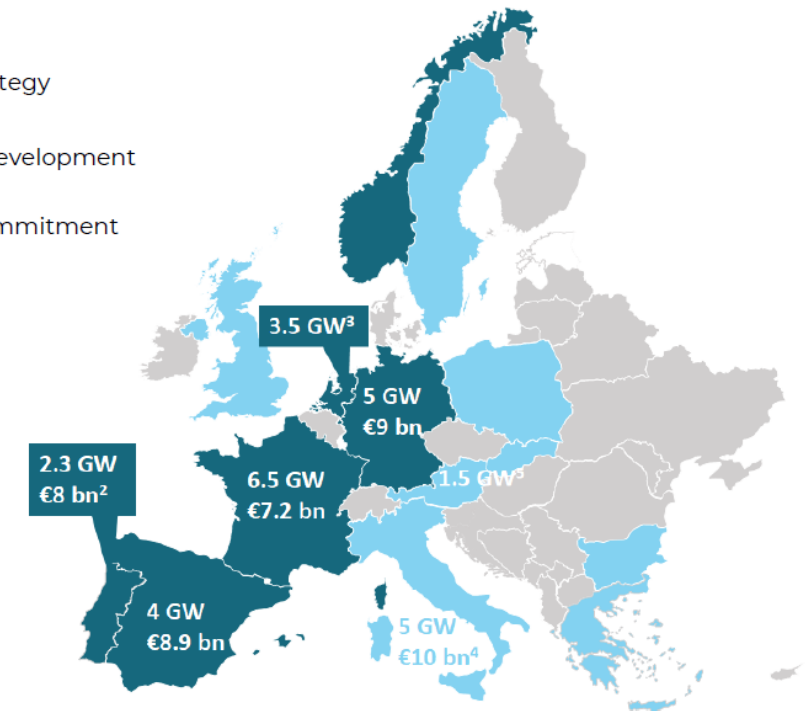 tegy
evelopment
mmitment
3.5 GW³
5 GW
€9 bn
2.3 GW
€8 bn²
6.5 GW
€7.2 bn
1.5 GW⁵
4 GW
€8.9 bn
5 GW
€10 bn⁴